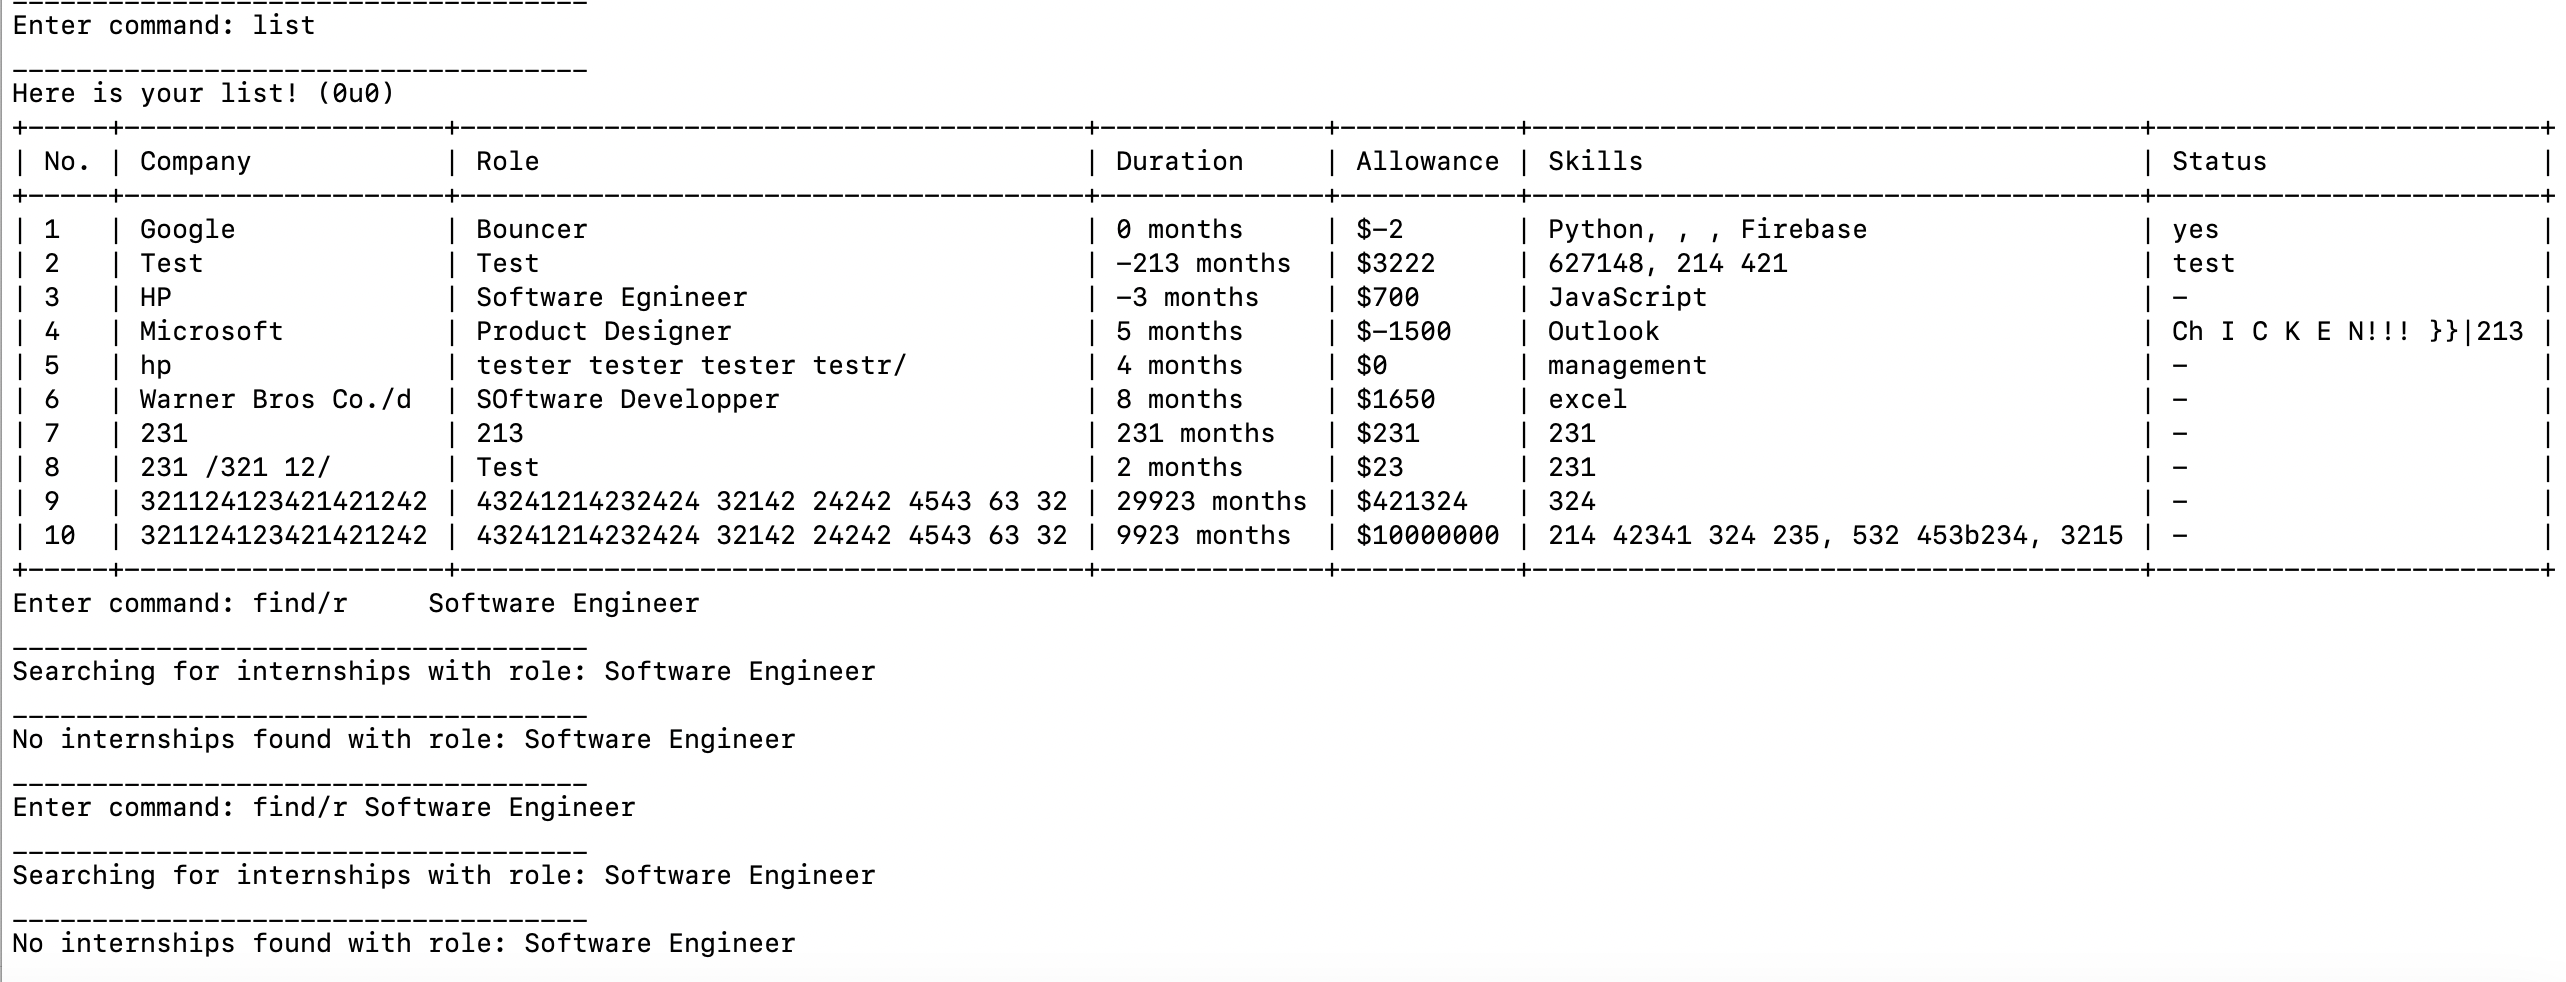 ___________________________________
Enter command: list
___________________________________
Here is your list! (0u0)
+-----+--------------------+---------------------------------------+--------------+-----------+--------------------------------------+------------------------+
| No. | Company            | Role                                  | Duration     | Allowance | Skills                               | Status                 |
+-----+--------------------+---------------------------------------+--------------+-----------+--------------------------------------+------------------------+
| 1   | Google             | Bouncer                               | 0 months     | $-2       | Python, , , Firebase                 | yes                    |
| 2   | Test               | Test                                  | -213 months  | $3222     | 627148, 214 421                      | test                   |
| 3   | HP                 | Software Egnineer                     | -3 months    | $700      | JavaScript                           | -                      |
| 4   | Microsoft          | Product Designer                      | 5 months     | $-1500    | Outlook                              | Ch I C K E N!!! }}|213 |
| 5   | hp                 | tester tester tester testr/           | 4 months     | $0        | management                           | -                      |
| 6   | Warner Bros Co./d  | SOftware Developper                   | 8 months     | $1650     | excel                                | -                      |
| 7   | 231                | 213                                   | 231 months   | $231      | 231                                  | -                      |
| 8   | 231 /321 12/       | Test                                  | 2 months     | $23       | 231                                  | -                      |
| 9   | 321124123421421242 | 43241214232424 32142 24242 4543 63 32 | 29923 months | $421324   | 324                                  | -                      |
| 10  | 321124123421421242 | 43241214232424 32142 24242 4543 63 32 | 9923 months  | $10000000 | 214 42341 324 235, 532 453b234, 3215 | -                      |
+-----+--------------------+---------------------------------------+--------------+-----------+--------------------------------------+------------------------+
Enter command: find/r     Software Engineer
___________________________________
Searching for internships with role: Software Engineer
___________________________________
No internships found with role: Software Engineer
___________________________________
Enter command: find/r Software Engineer
___________________________________
Searching for internships with role: Software Engineer
___________________________________
No internships found with role: Software Engineer